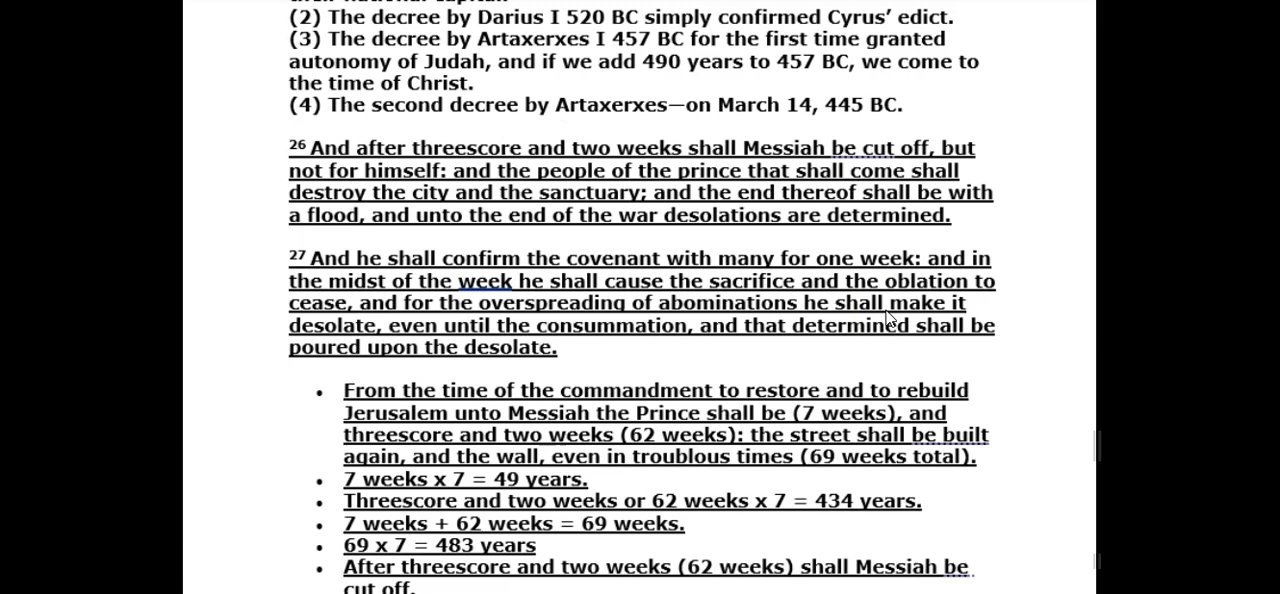 (2) The decree by Darius I 520 BC simply confirmed Cyrus’ edict.
(3) The decree by Artaxerxes I 457 BC for the first time granted
autonomy of Judah, and if we add 490 years to 457 BC, we come to
the time of Christ.
(4) The second decree by Artaxerxes—on March 14, 445 BC.
26 And after threescore and two weeks shall Messiah be cut off, but
not for himself: and the people of the prince that shall come shall
destroy the city and the sanctuary; and the end thereof shall be with
a flood, and unto the end of the war desolations are determined.
27 And he shall confirm the covenant with many for one week: and in
the midst of the week he shall cause the sacrifice and the oblation to
cease, and for the overspreading of abominations he shall make it
desolate, even until the consummation, and that determined shall be
poured upon the desolate.
• From the time of the commandment to restore and to rebuild
Jerusalem unto Messiah the Prince shall be (7 weeks), and
threescore and two weeks (62 weeks): the street shall be built
again, and the wall, even in troublous times (69 weeks total).
• 7 weeks x 7 = 49 years.
• Threescore and two weeks or 62 weeks x 7 = 434 years.
• 7 weeks + 62 weeks = 69 weeks.
• 69 x 7 = 483 years
• After threescore and two weeks (62 weeks) shall Messiah be
cut off.